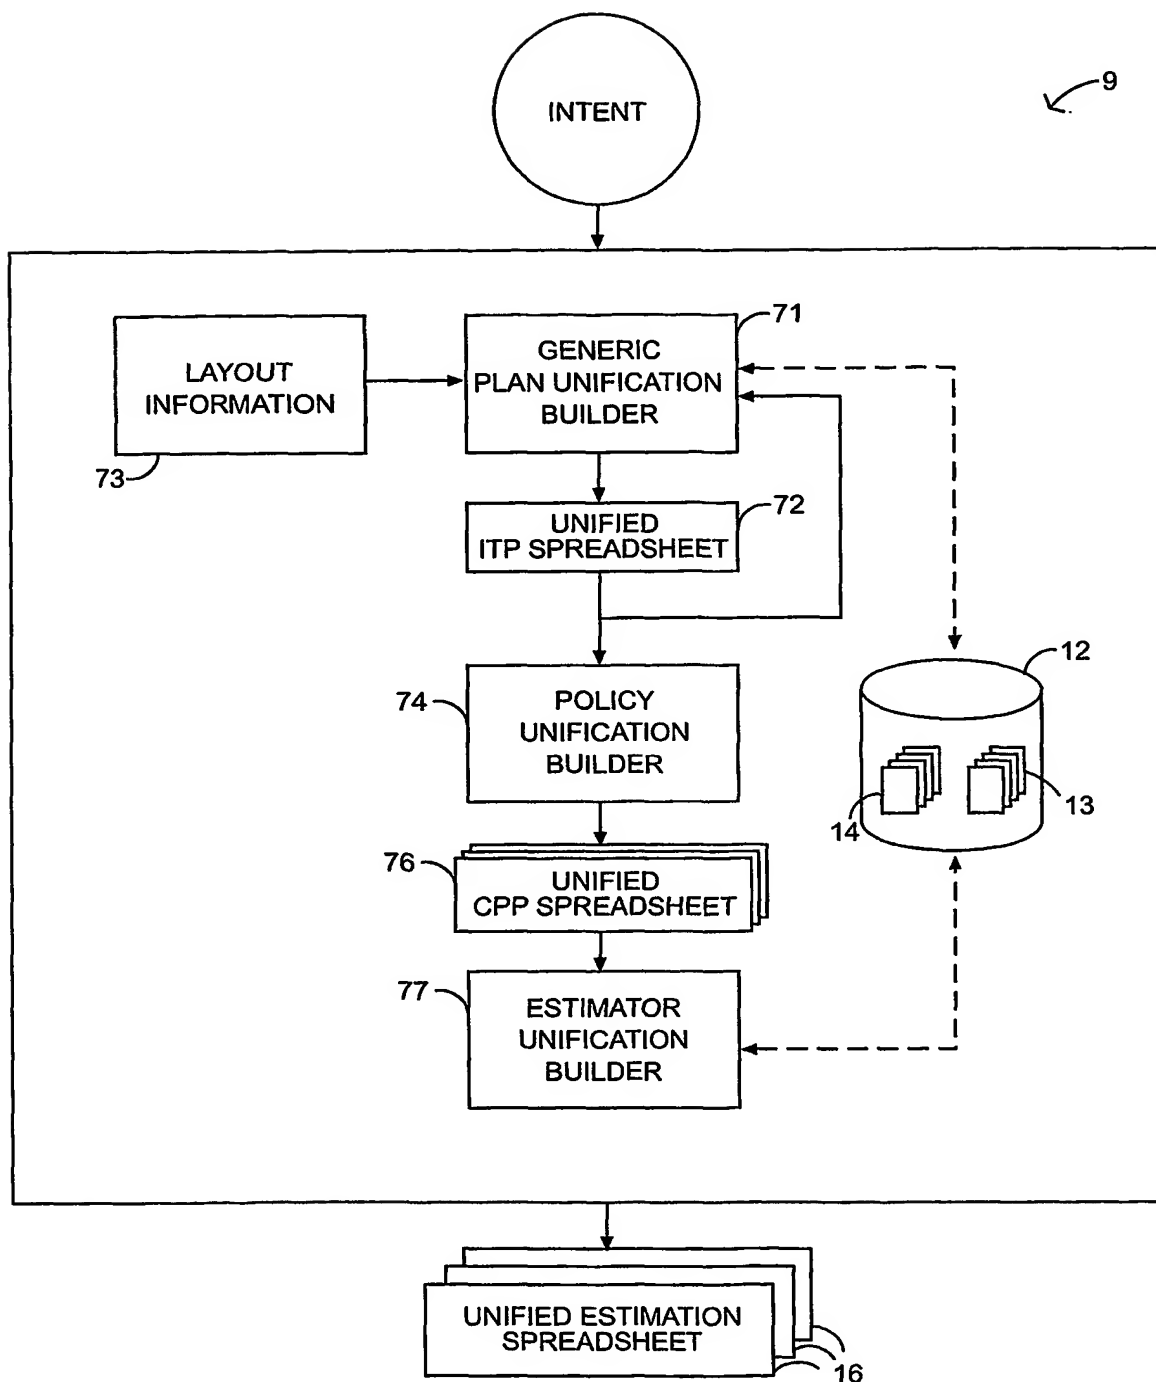 INTENT
9
71
LAYOUT
INFORMATION
73
GENERIC
PLAN UNIFICATION
BUILDER
72
UNIFIED
ITP SPREADSHEET
12
74
POLICY
UNIFICATION
BUILDER
14
13
76
UNIFIED
CPP SPREADSHEET
77
ESTIMATOR
UNIFICATION
BUILDER
UNIFIED ESTIMATION
SPREADSHEET
16